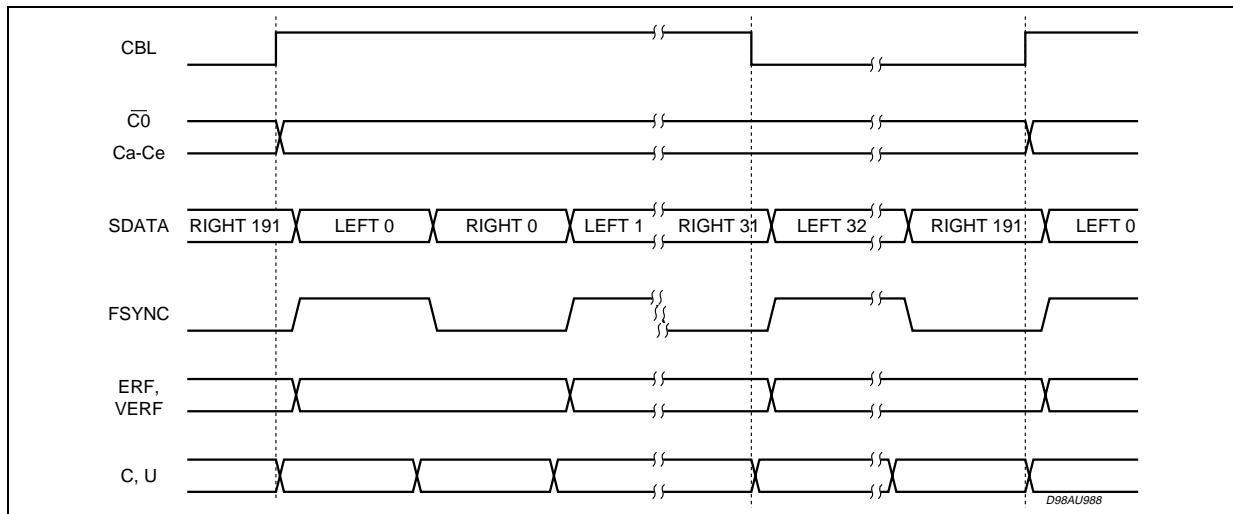 CBL
C̅0̅
Ca-Ce
SDATA RIGHT 191 LEFT 0 RIGHT 0 LEFT 1 RIGHT 31 LEFT 32 RIGHT 191 LEFT 0
FSYNC
ERF,
VERF
C, U
D98AU988